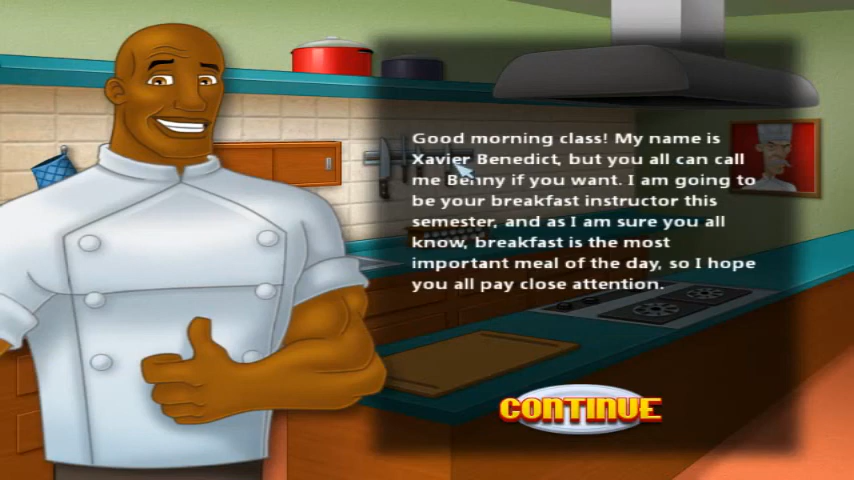 Good morning class! My name is
Xavier Benedict, but you all can call
me Benny if you want. I am going to
be your breakfast instructor this
semester, and as I am sure you all
know, breakfast is the most
important meal of the day, so I hope
you all pay close attention.
CONTINUE